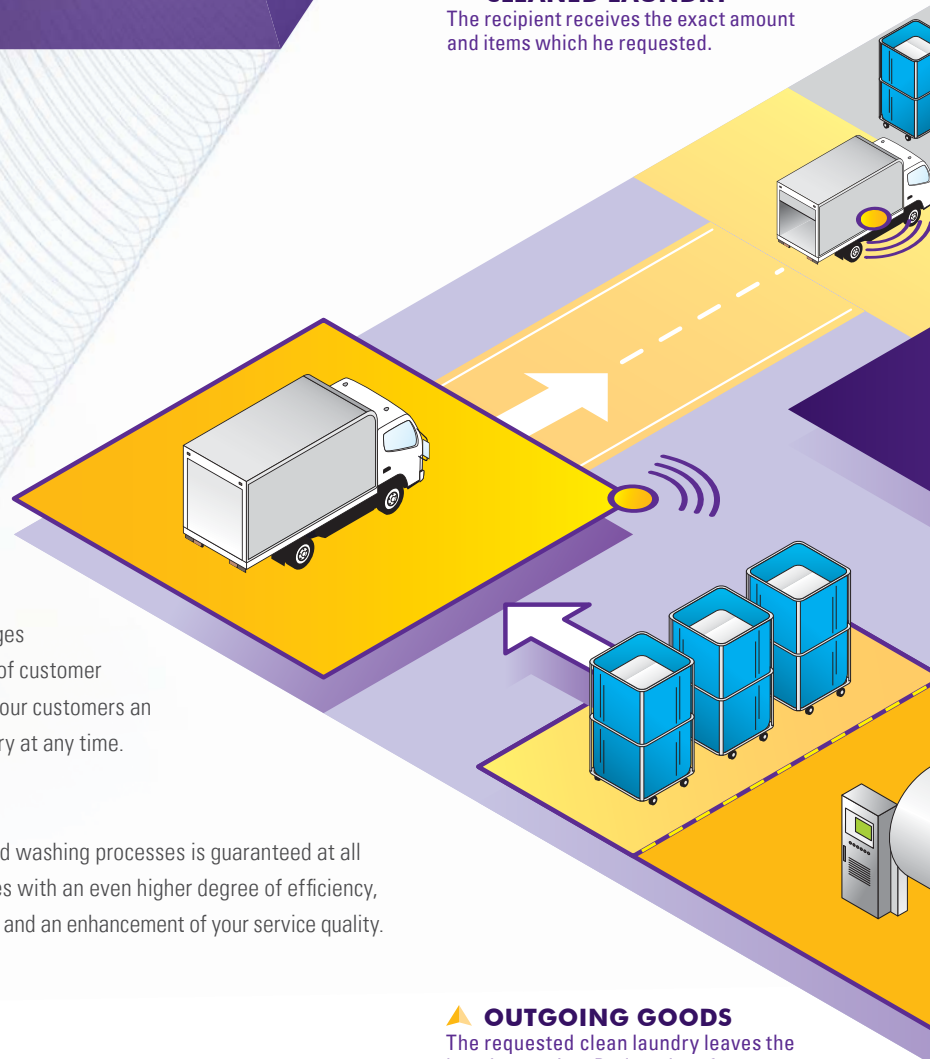 CLEANED LAUNDRY
The recipient receives the exact amount
and items which he requested.
of customer
our customers an
at any time.
washing processes is guaranteed at all
with an even higher degree of efficiency,
and an enhancement of your service quality.
OUTGOING GOODS
The requested clean laundry leaves the